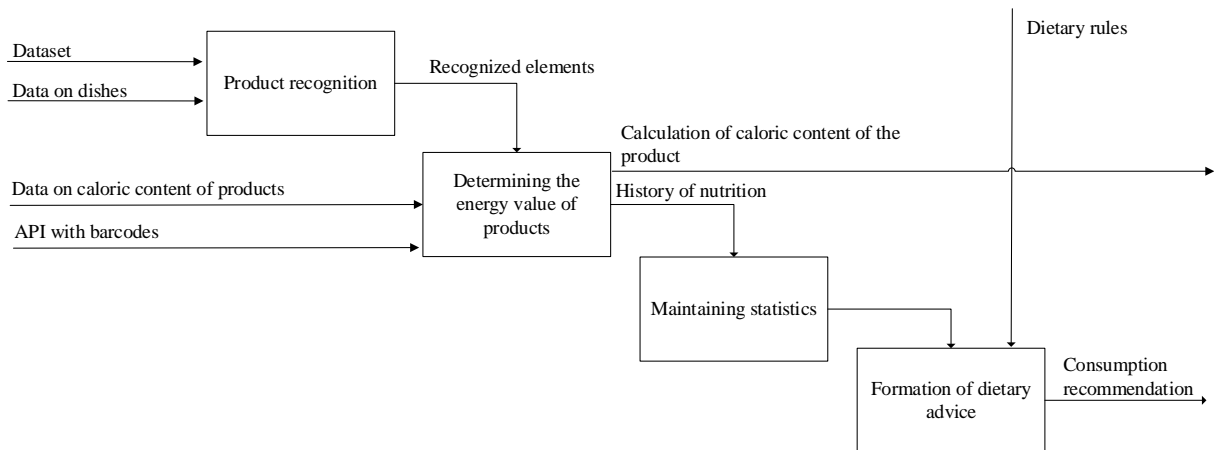 Dietary rules
Dataset
Product recognition
Recognized elements
Data on dishes
Calculation of caloric content of the
product
Determining the
energy value of
products
Data on caloric content of products
History of nutrition
API with barcodes
Maintaining statistics
Formation of dietary
advice
Consumption
recommendation